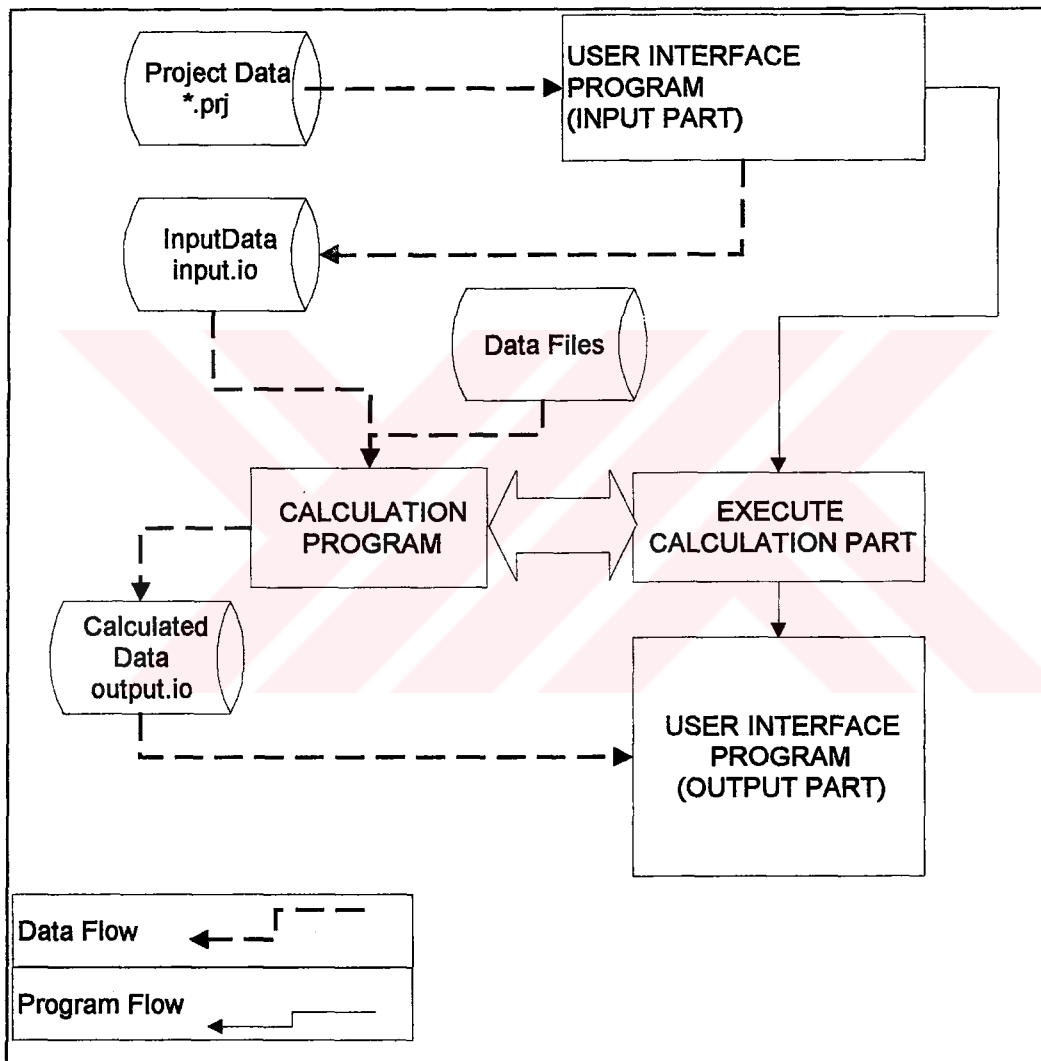 Project Data
*.prj
USER INTERFACE
PROGRAM
(INPUT PART)
InputData
input.io
Data Files
CALCULATION
PROGRAM
EXECUTE
CALCULATION PART
Calculated
Data
output.io
USER INTERFACE
PROGRAM
(OUTPUT PART)
Data Flow
Program Flow